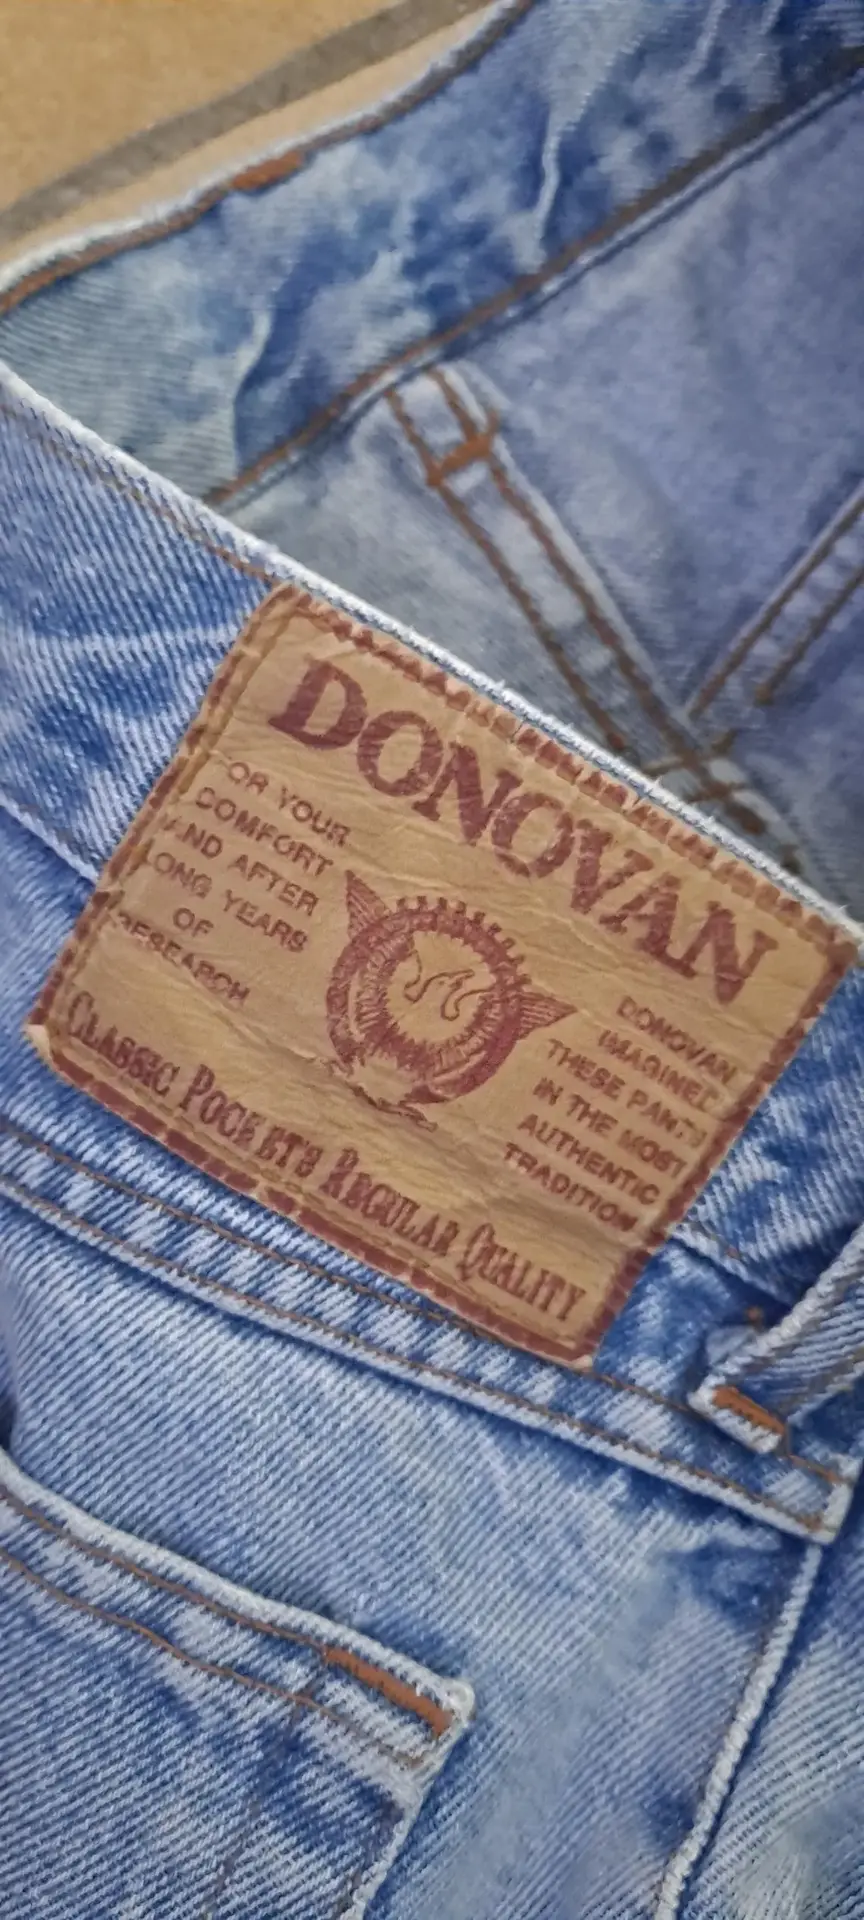 DONOVAN
FOR YOUR
COMFORT
AND AFTER
LONG YEARS
OF
RESEARCH
DONOVAN
IMAGINED
THESE PANTS
IN THE MOST
AUTHENTIC
TRADITION
CLASSIC POCKETS REGULAR QUALITY